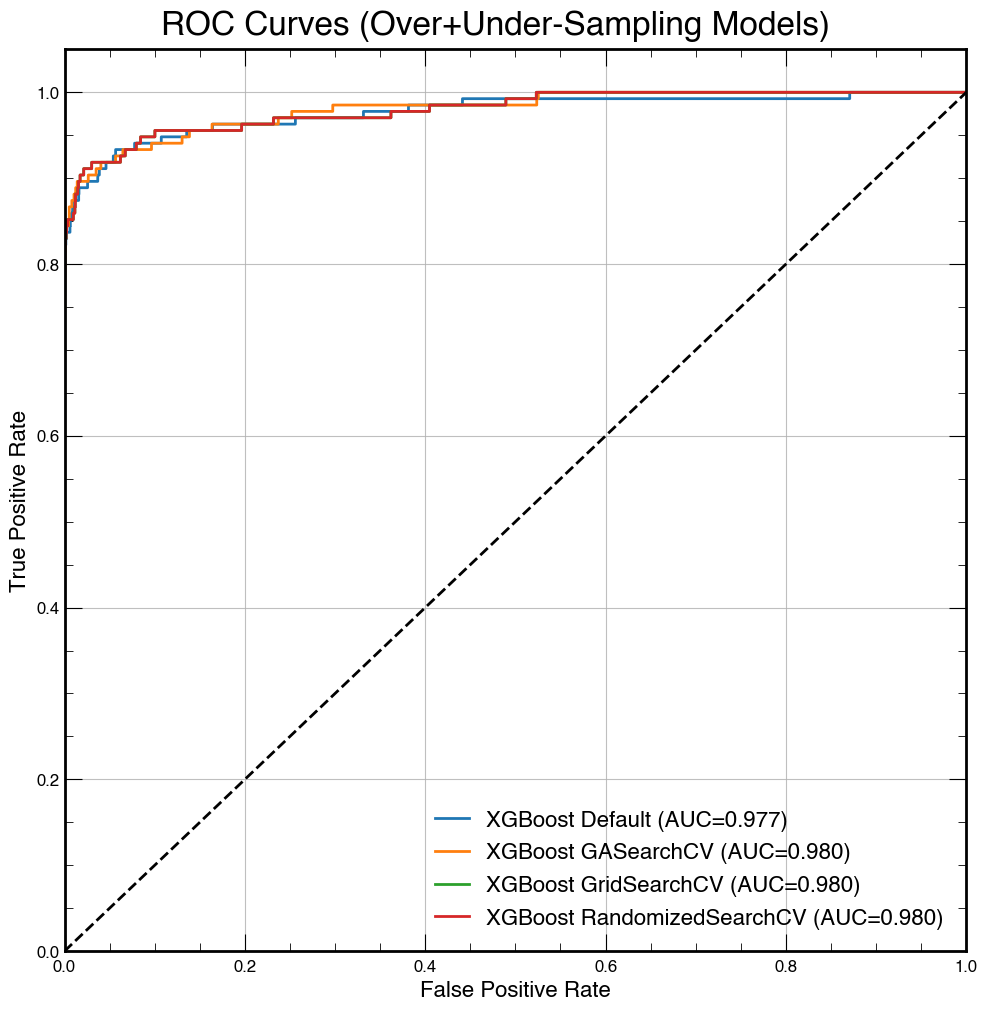 ROC Curves (Over+Under-Sampling Models)
1.0
0.8
0.6
0.4
0.2
0.0
True Positive Rate
XGBoost Default (AUC=0.977)
XGBoost GASearchCV (AUC=0.980)
XGBoost GridSearchCV (AUC=0.980)
XGBoost RandomizedSearchCV (AUC=0.980)
0.0 0.2 0.4 0.6 0.8 1.0
False Positive Rate